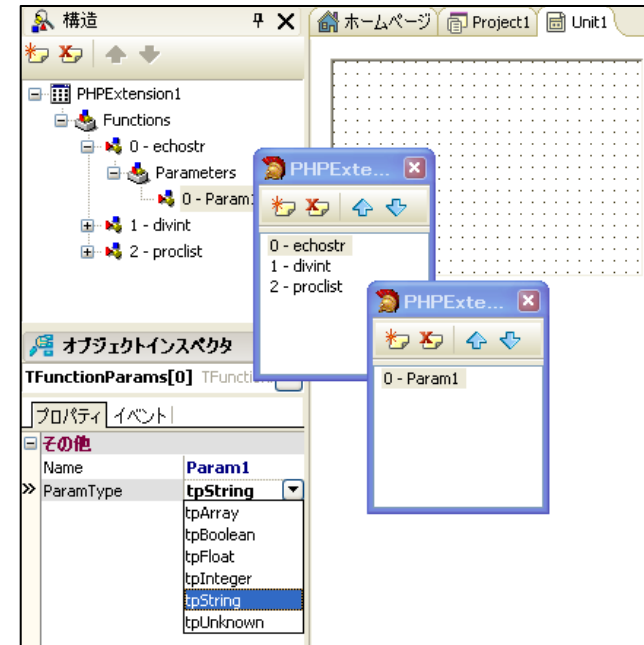 構造
ホームページ Project1 Unit1
PHPExtension1
Functions
0 - echostr
Parameters
0 - Param1
1 - divint
2 - proclist
PHPExte...
0 - echostr
1 - divint
2 - proclist
PHPExte...
0 - Param1
オブジェクトインスペクタ
TFunctionParams[0]
プロパティ イベント
その他
Name Param1
ParamType tpString
tpArray
tpBoolean
tpFloat
tpInteger
tpString
tpUnknown